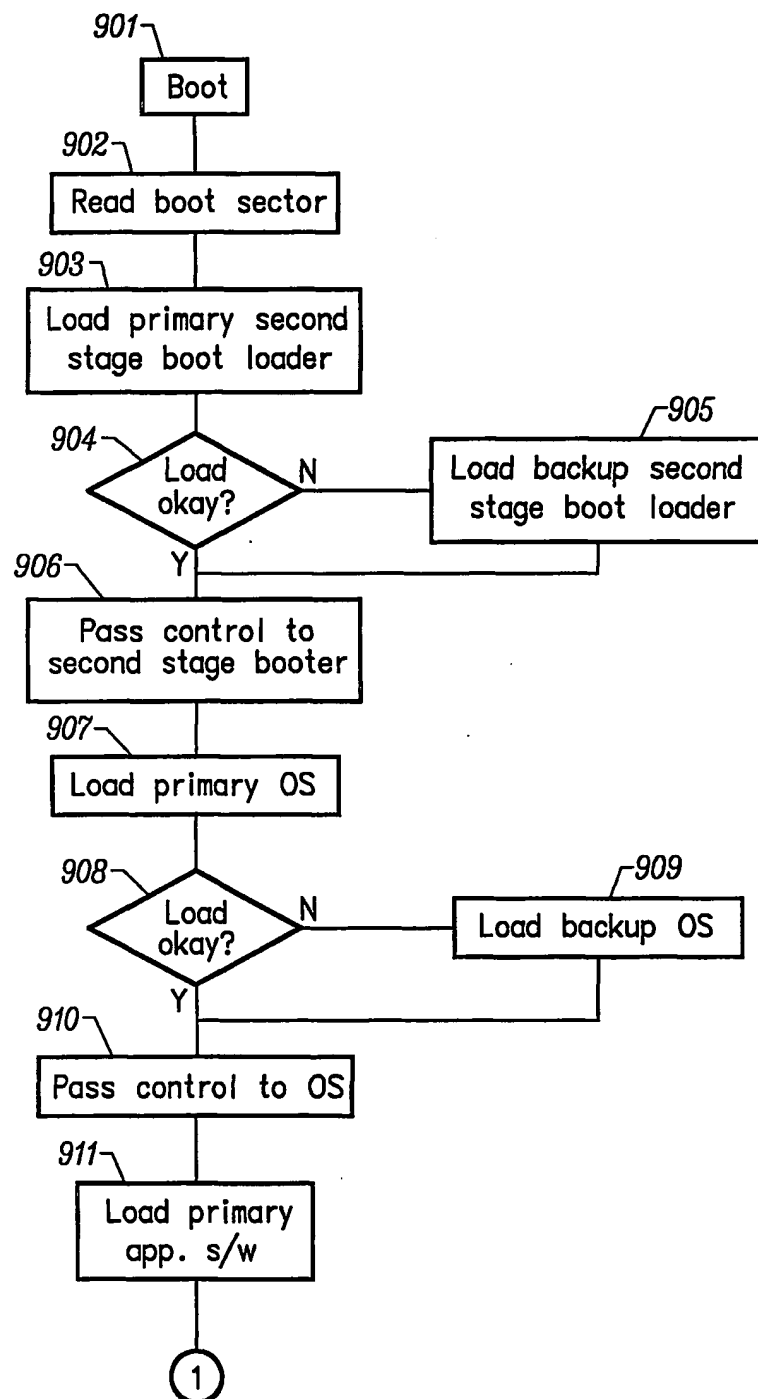 901
Boot
902
Read boot sector
903
Load primary second
stage boot loader
904
Load
okay?
N
Y
905
Load backup second
stage boot loader
906
Pass control to
second stage booter
907
Load primary OS
908
Load
okay?
N
Y
909
Load backup OS
910
Pass control to OS
911
Load primary
app. s/w
1